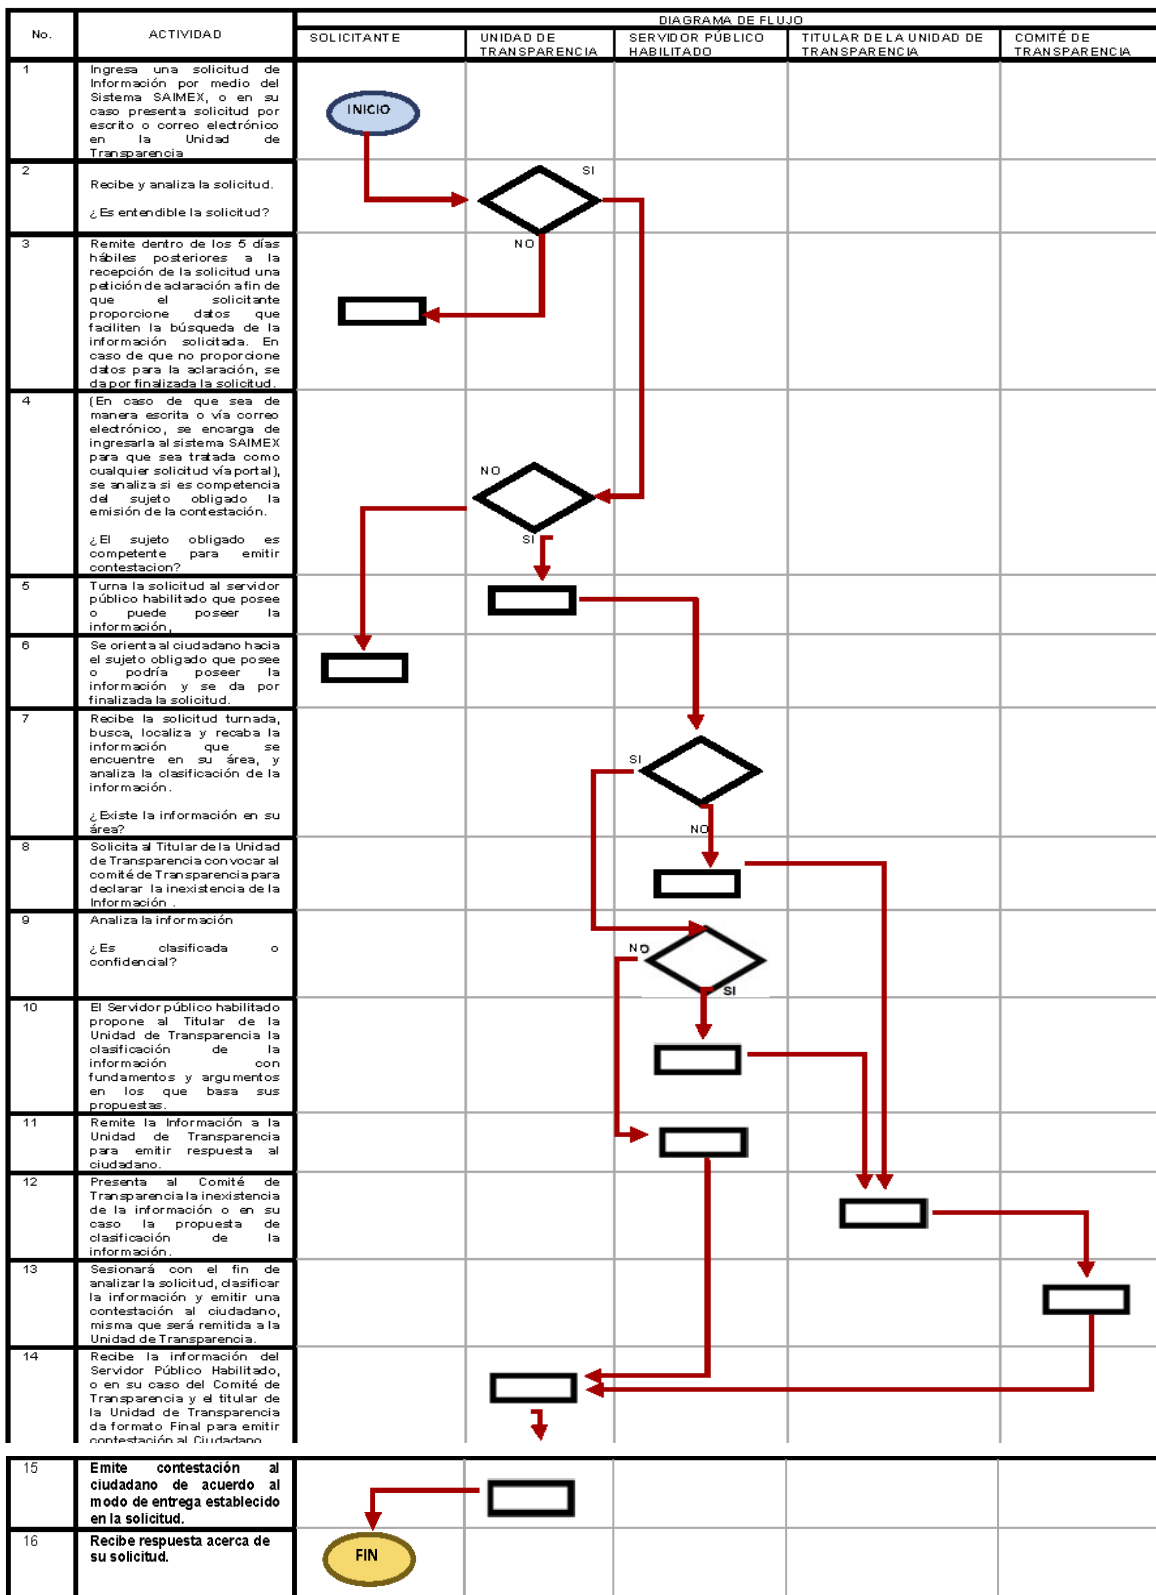 DIAGRAMA DE FLUJO
No.
ACTIVIDAD
SOLICITANTE
UNIDAD DE
TRANSPARENCIA
SERVIDOR PÚBLICO
HABILITADO
TITULAR DE LA UNIDAD DE
TRANSPARENCIA
COMITÉ DE
TRANSPARENCIA
1
Ingresa una solicitud de
Información por medio del
Sistema SAIMEX, o en su
caso presenta solicitud por
escrito o correo electrónico
en la Unidad de
Transparencia
INICIO
2
Recibe y analiza la solicitud.
¿Es entendible la solicitud?
SI
NO
3
Remite dentro de los 5 días
hábiles posteriores a la
recepción de la solicitud una
petición de aclaración a fin de
que el solicitante
proporcione datos que
faciliten la búsqueda de la
información solicitada. En
caso de que no proporcione
datos para la aclaración, se
da por finalizada la solicitud.
4
(En caso de que sea de
manera escrita o vía correo
electrónico, se encarga de
ingresarla al sistema SAIMEX
para que sea tratada como
cualquier solicitud vía portal),
se analiza si es competencia
del sujeto obligado la
emisión de la contestación.
¿El sujeto obligado es
competente para emitir
contestacion?
NO
SI
5
Turna la solicitud al servidor
público habilitado que posee
o puede poseer la
información,
6
Se orienta al ciudadano hacia
el sujeto obligado que posee
o podría poseer la
información y se da por
finalizada la solicitud.
7
Recibe la solicitud turnada,
busca, localiza y recaba la
información que se
encuentre en su área, y
analiza la clasificación de la
información.
¿Existe la información en su
área?
SI
NO
8
Solicita al Titular de la Unidad
de Transparencia convocar al
comité de Transparencia para
declarar la inexistencia de la
Información .
9
Analiza la información
¿Es clasificada o
confidencial?
NO
SI
10
El Servidor público habilitado
propone al Titular de la
Unidad de Transparencia la
clasificación de la
información con
fundamentos y argumentos
en los que basa sus
propuestas.
11
Remite la Información a la
Unidad de Transparencia
para emitir respuesta al
ciudadano.
12
Presenta al Comité de
Transparencia la inexistencia
de la información o en su
caso la propuesta de
clasificación de la
información.
13
Sesionará con el fin de
analizar la solicitud, clasificar
la información y emitir una
contestación al ciudadano,
misma que será remitida a la
Unidad de Transparencia.
14
Recibe la información del
Servidor Público Habilitado,
o en su caso del Comité de
Transparencia y el titular de
la Unidad de Transparencia
da formato Final para emitir
contestación al Ciudadano
15
Emite contestación al
ciudadano de acuerdo al
modo de entrega establecido
en la solicitud.
16
Recibe respuesta acerca de
su solicitud.
FIN